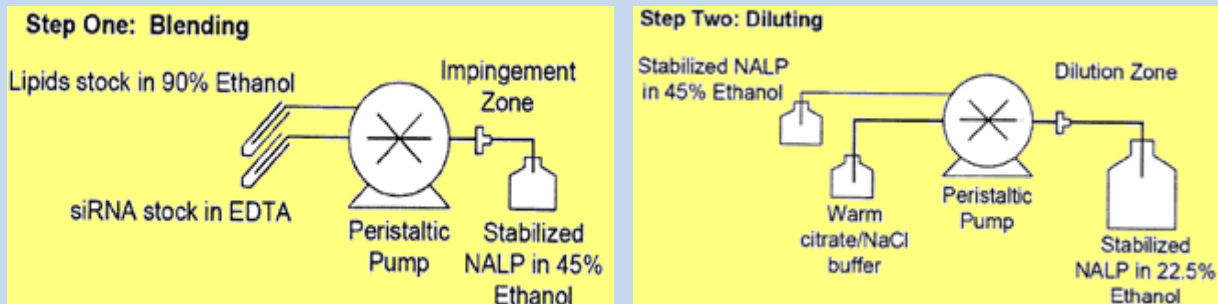 Step One: Blending
Lipids stock in 90% Ethanol
Impingement
Zone
siRNA stock in EDTA
Peristaltic
Pump
Stabilized
NALP in 45%
Ethanol
Step Two: Diluting
Stabilized NALP
in 45% Ethanol
Dilution Zone
Warm
citrate/NaCl
buffer
Peristaltic
Pump
Stabilized
NALP in 22.5%
Ethanol